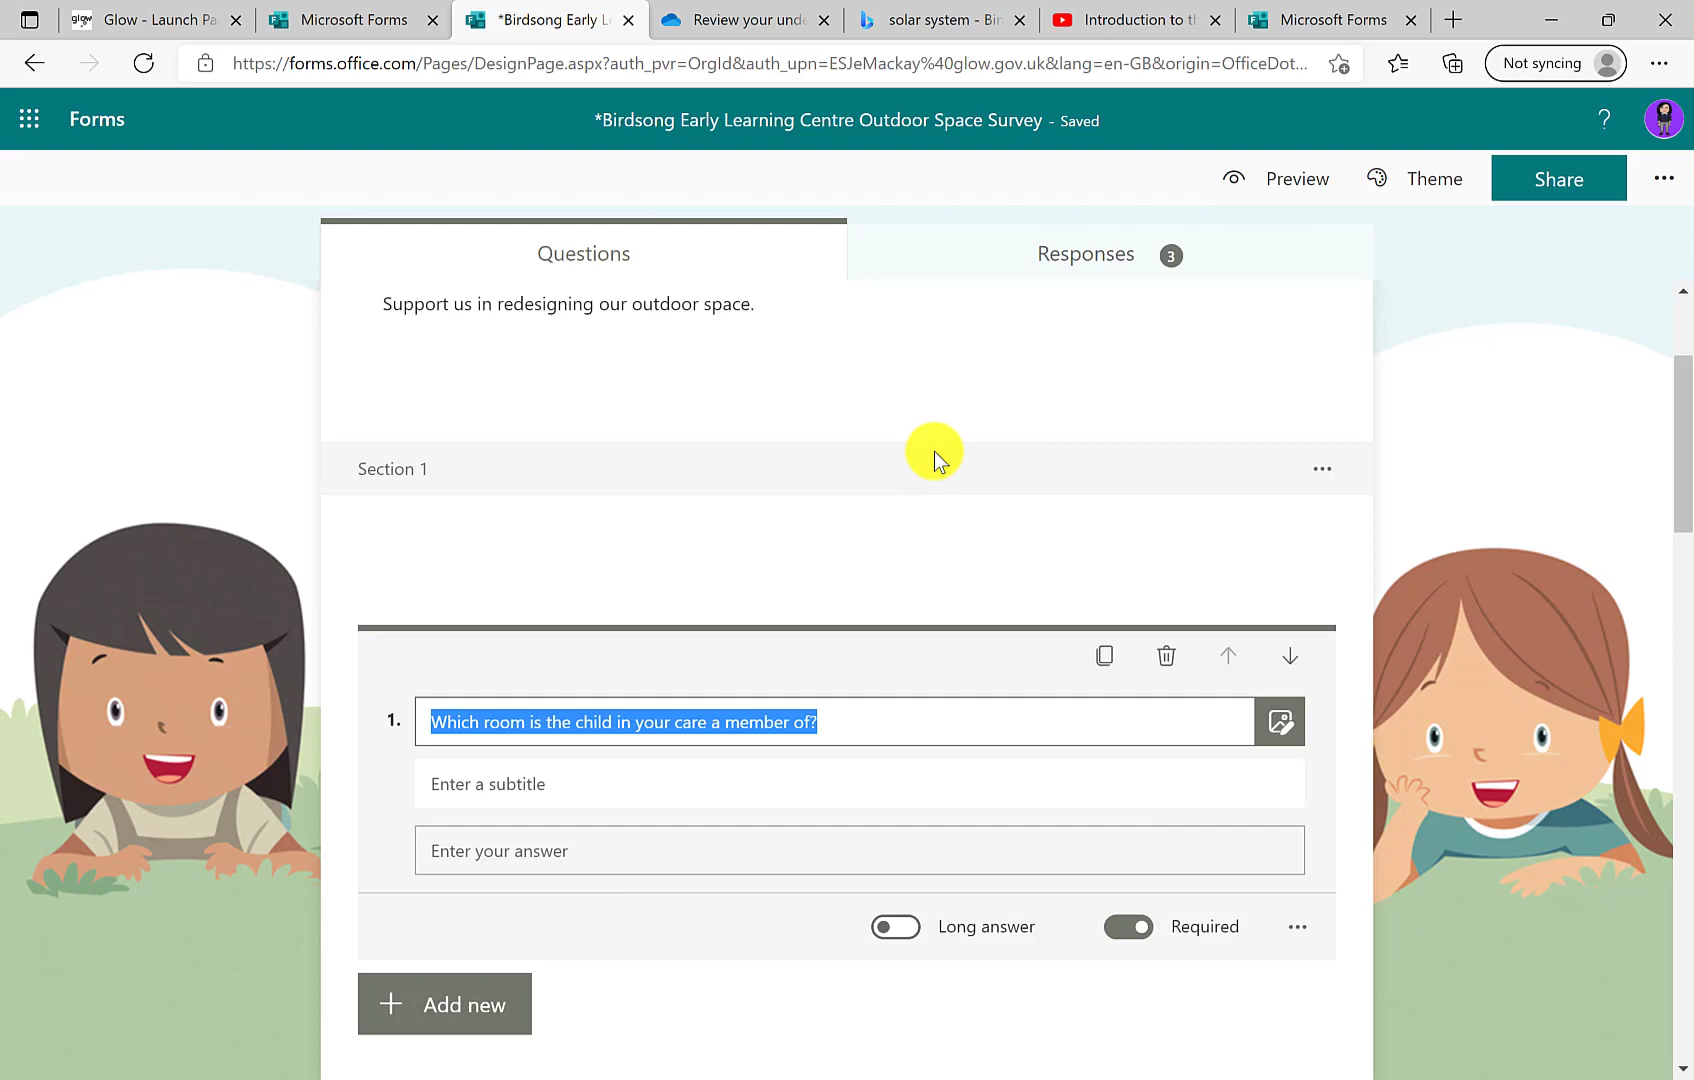 glow Glow - Launch Pa
Microsoft Forms
*Birdsong Early L
Review your unde
solar system - Bin
Introduction to th
Microsoft Forms
https://forms.office.com/Pages/DesignPage.aspx?auth_pvr=OrgId&auth_upn=ESJeMackay%40glow.gov.uk&lang=en-GB&origin=OfficeDot...
Not syncing
Forms
*Birdsong Early Learning Centre Outdoor Space Survey - Saved
?
Preview
Theme
Share
Questions
Responses 3
Support us in redesigning our outdoor space.
Section 1
1. Which room is the child in your care a member of?
Enter a subtitle
Enter your answer
Long answer
Required
+ Add new